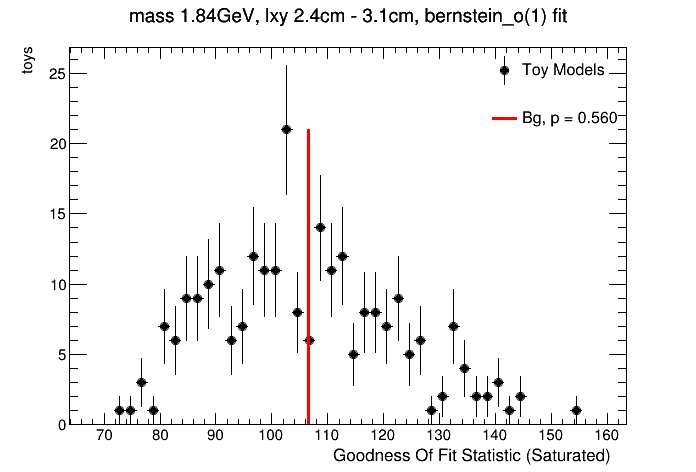 mass 1.84GeV, lxy 2.4cm - 3.1cm, bernstein_o(1) fit
toys
25
20
15
10
5
0
Toy Models
Bg, p = 0.560
70 80 90 100 110 120 130 140 150 160
Goodness Of Fit Statistic (Saturated)